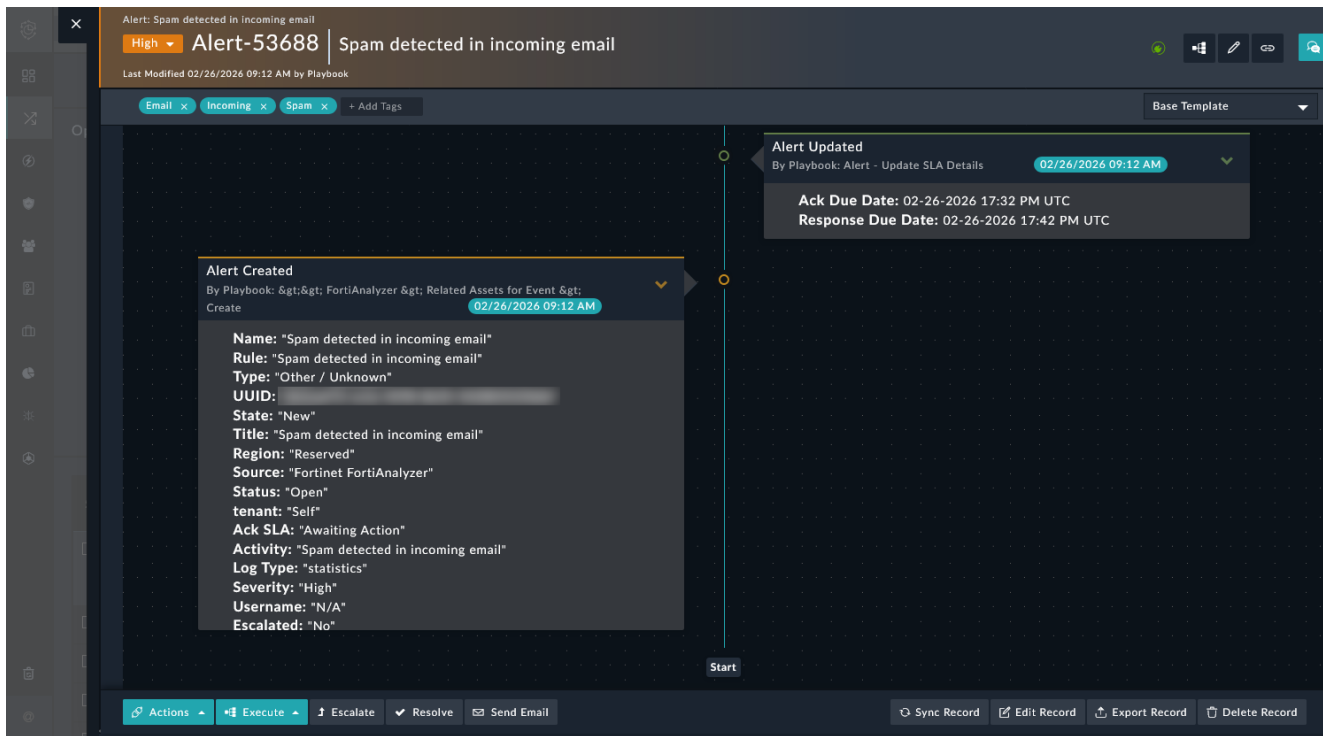 Alert: Spam detected in incoming email
High Alert-53688 Spam detected in incoming email
Last Modified 02/26/2026 09:12 AM by Playbook
Email × Incoming × Spam × + Add Tags
Base Template
Alert Updated
By Playbook: Alert - Update SLA Details 02/26/2026 09:12 AM
Ack Due Date: 02-26-2026 17:32 PM UTC
Response Due Date: 02-26-2026 17:42 PM UTC
Alert Created
By Playbook: &gt;&gt; FortiAnalyzer &gt; Related Assets for Event &gt;
Create 02/26/2026 09:12 AM
Name: "Spam detected in incoming email"
Rule: "Spam detected in incoming email"
Type: "Other / Unknown"
UUID:
State: "New"
Title: "Spam detected in incoming email"
Region: "Reserved"
Source: "Fortinet FortiAnalyzer"
Status: "Open"
tenant: "Self"
Ack SLA: "Awaiting Action"
Activity: "Spam detected in incoming email"
Log Type: "statistics"
Severity: "High"
Username: "N/A"
Escalated: "No"
Start
Actions Execute Escalate Resolve Send Email Sync Record Edit Record Export Record Delete Record